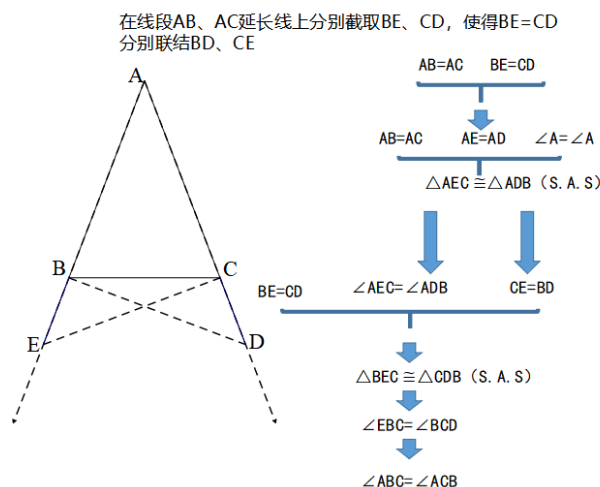 在线段AB、AC延长线上分别截取BE、CD，使得BE=CD
分别联结BD、CE
A
B
C
E
D
AB=AC BE=CD
AB=AC AE=AD ∠A=∠A
△AEC≅△ADB（S.A.S）
BE=CD ∠AEC=∠ADB CE=BD
△BEC≅△CDB（S.A.S）
∠EBC=∠BCD
∠ABC=∠ACB